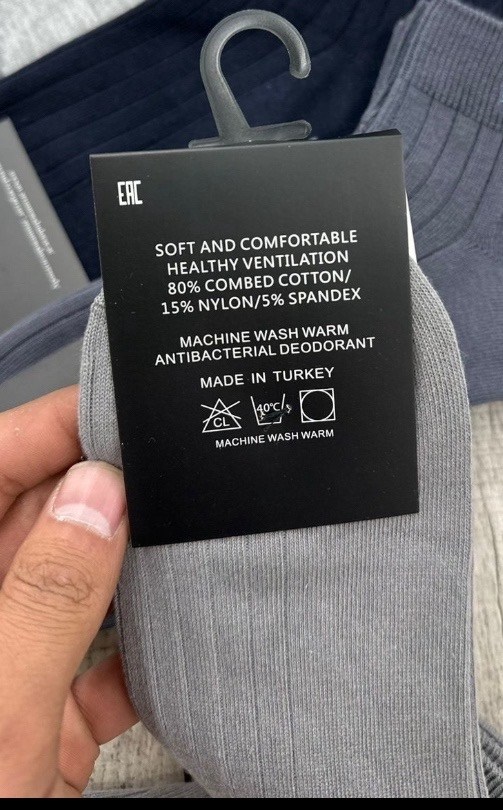 EAC
SOFT AND COMFORTABLE
HEALTHY VENTILATION
80% COMBED COTTON/
15% NYLON/5% SPANDEX
MACHINE WASH WARM
ANTIBACTERIAL DEODORANT
MADE IN TURKEY
CL 40°C
MACHINE WASH WARM